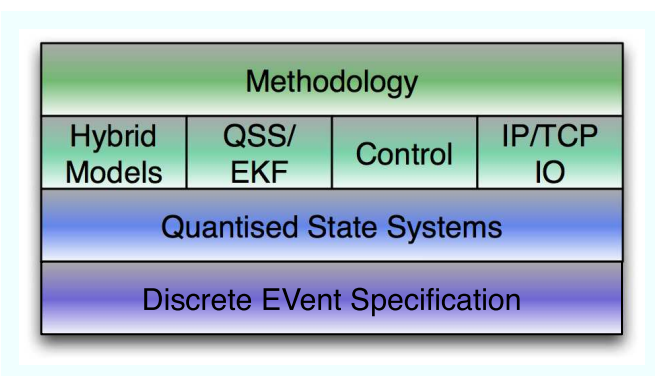 Methodology
Hybrid
Models
QSS/
EKF
Control
IP/TCP
IO
Quantised State Systems
Discrete EVent Specification